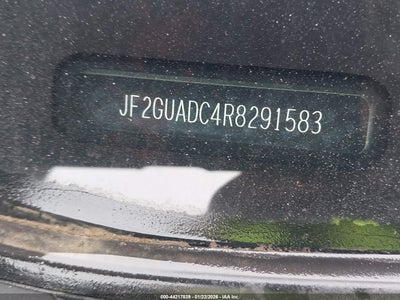 JF2GUADC4R8291583
000-44217839 - 01/23/2026 - IAA Inc.